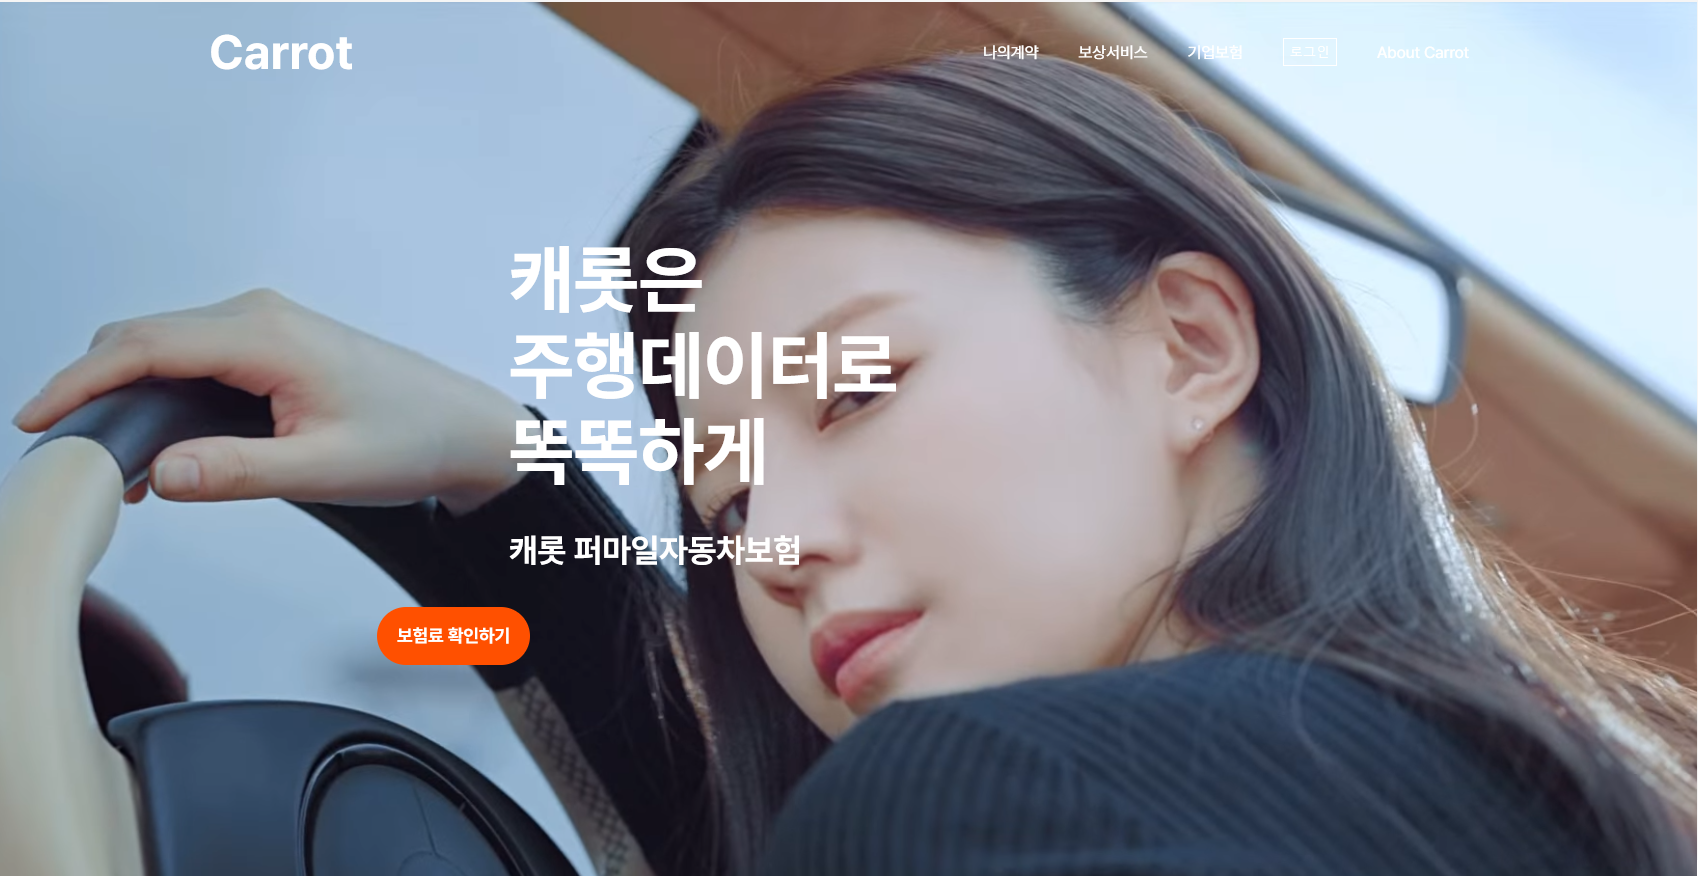 Carrot
나의계약
보상서비스
기업보험
로그인
About Carrot
캐롯은
주행데이터로
똑똑하게
캐롯 퍼마일자동차보험
보험료 확인하기